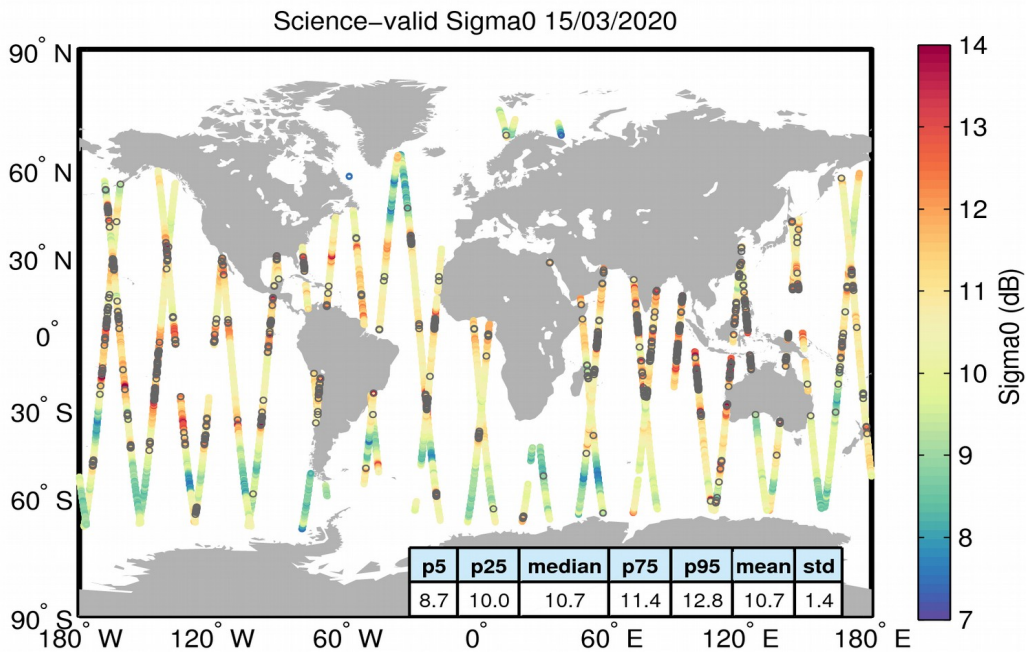 Science−valid Sigma0 15/03/2020
90° N
60° N
30° N
0°
30° S
60° S
90° S
180° W
120° W
60° W
0°
60° E
120° E
180° E
p5 p25 median p75 p95 mean std
8.7 10.0 10.7 11.4 12.8 10.7 1.4
14
13
12
11
10
9
8
7
Sigma0 (dB)